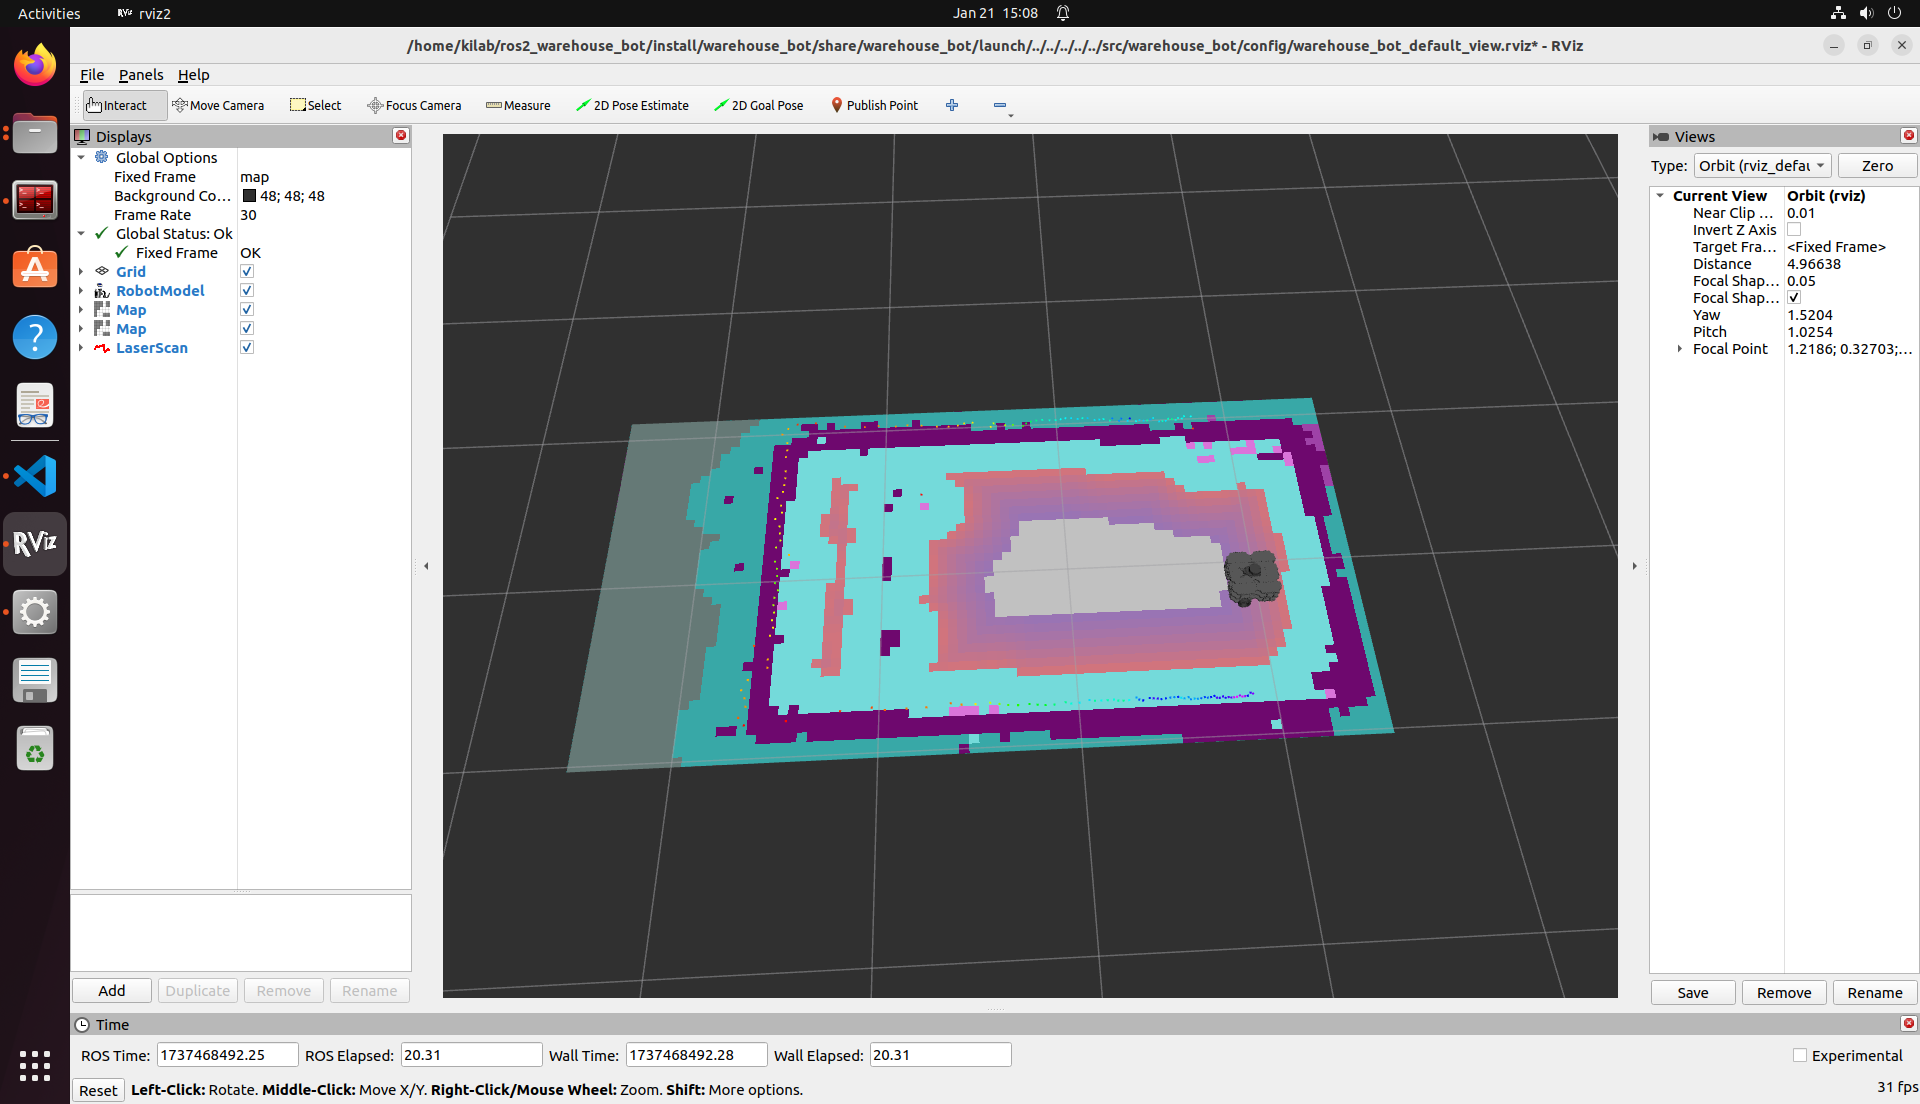 Activities
rviz2
Jan 21 15:08
/home/kilab/ros2_warehouse_bot/install/warehouse_bot/share/warehouse_bot/launch/../../../../../src/warehouse_bot/config/warehouse_bot_default_view.rviz* - RViz
File Panels Help
Interact Move Camera Select Focus Camera Measure 2D Pose Estimate 2D Goal Pose Publish Point
Displays
Global Options
Fixed Frame map
Background Co... 48; 48; 48
Frame Rate 30
Global Status: Ok
Fixed Frame OK
Grid
RobotModel
Map
Map
LaserScan
Add Duplicate Remove Rename
Views
Type: Orbit (rviz_defau Zero
Current View Orbit (rviz)
Near Clip ... 0.01
Invert Z Axis
Target Fra... <Fixed Frame>
Distance 4.96638
Focal Shap... 0.05
Focal Shap...
Yaw 1.5204
Pitch 1.0254
Focal Point 1.2186; 0.32703;...
Save Remove Rename
RViz
Time
ROS Time: 1737468492.25 ROS Elapsed: 20.31 Wall Time: 1737468492.28 Wall Elapsed: 20.31 Experimental
Reset Left-Click: Rotate. Middle-Click: Move X/Y. Right-Click/Mouse Wheel: Zoom. Shift: More options. 31 fps